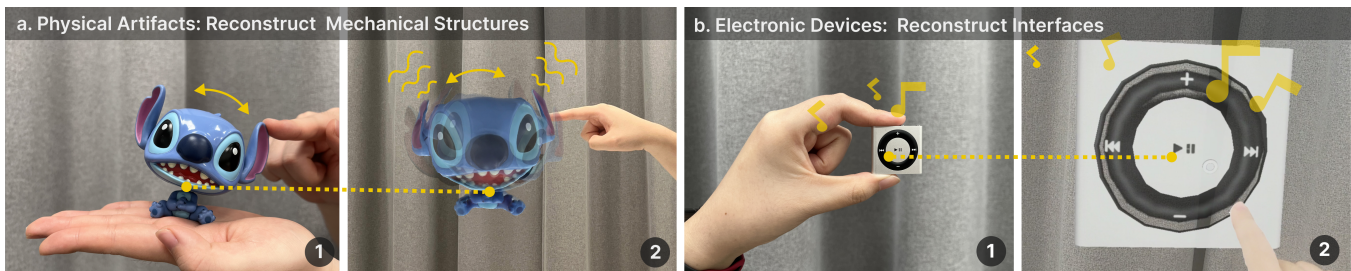 a. Physical Artifacts: Reconstruct Mechanical Structures
1
2
b. Electronic Devices: Reconstruct Interfaces
1
2